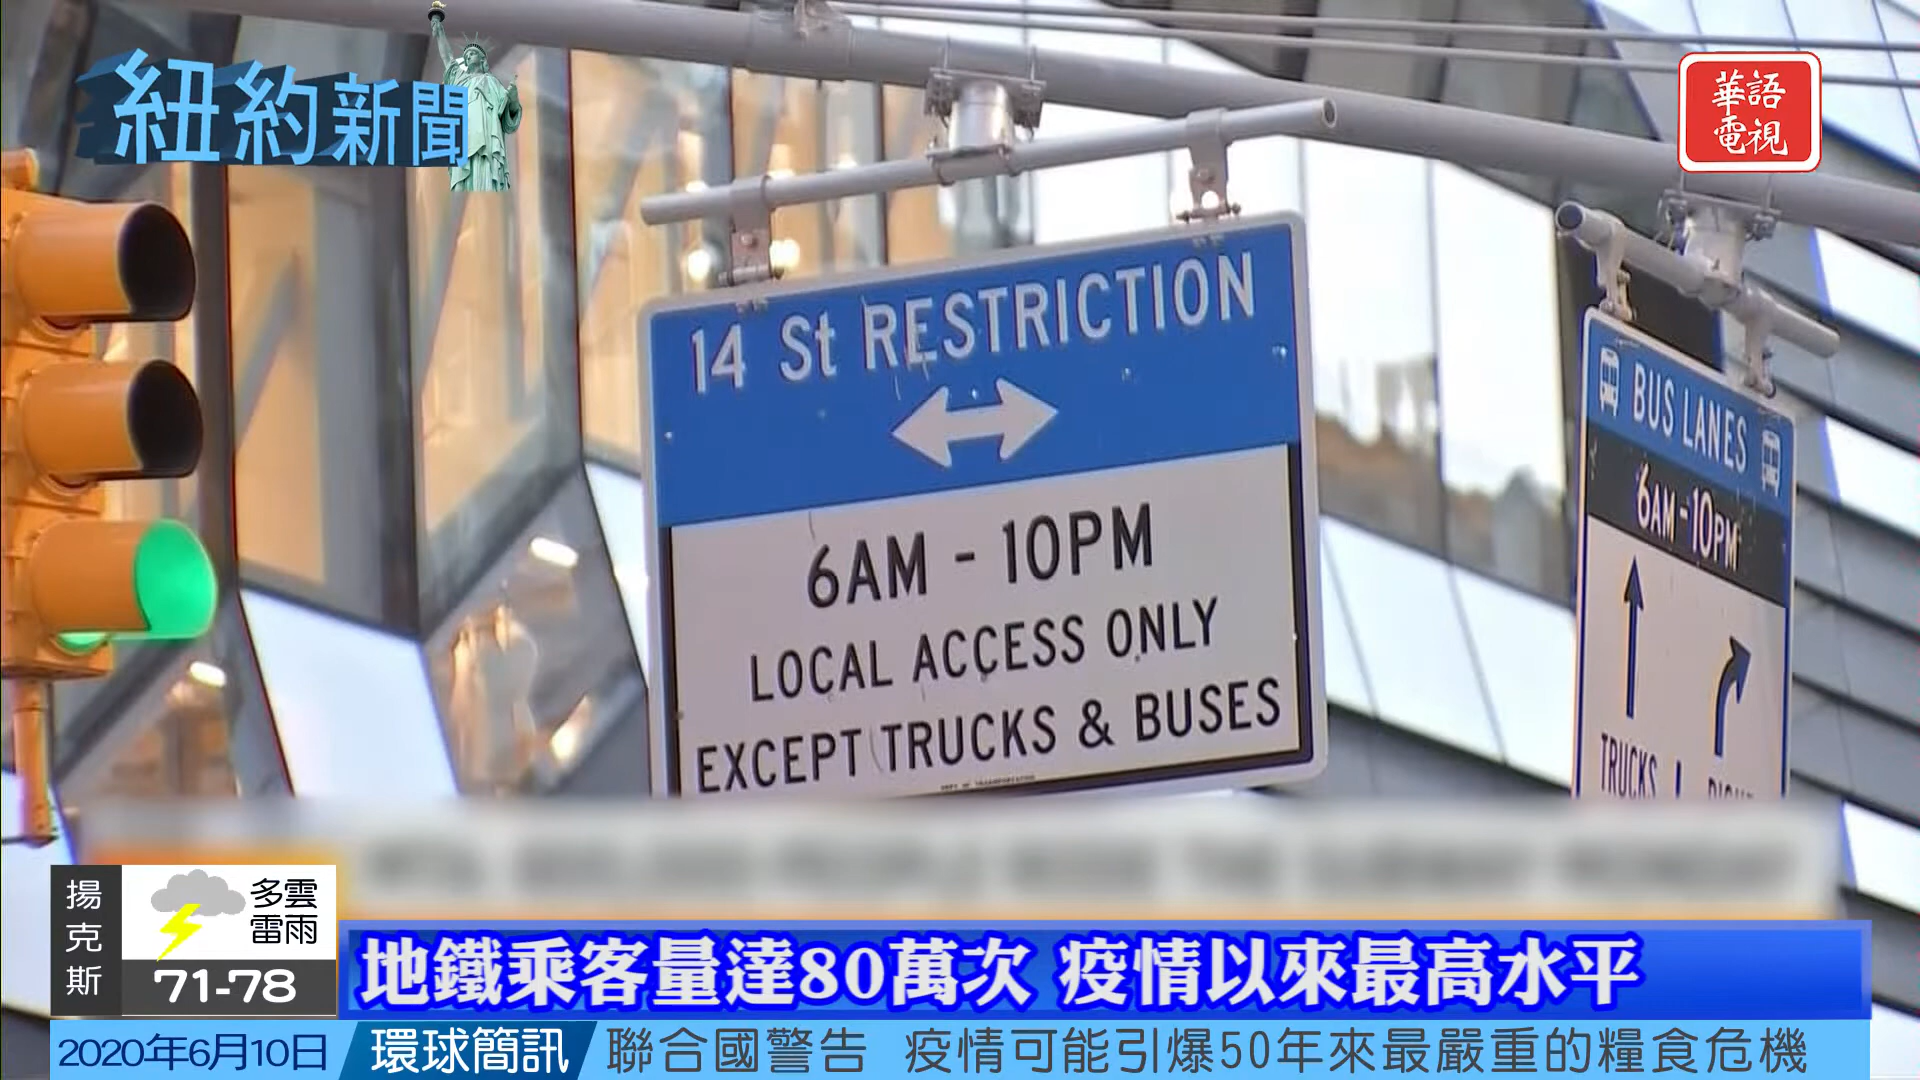 紐約新聞
華語
電視
14 St RESTRICTION
6AM - 10PM
LOCAL ACCESS ONLY
EXCEPT TRUCKS & BUSES
BUS LANES
6AM-10PM
TRUCKS
揚克斯
多雲
雷雨
71-78
地鐵乘客量達80萬次 疫情以來最高水平
2020年6月10日
環球簡訊
聯合國警告 疫情可能引爆50年來最嚴重的糧食危機